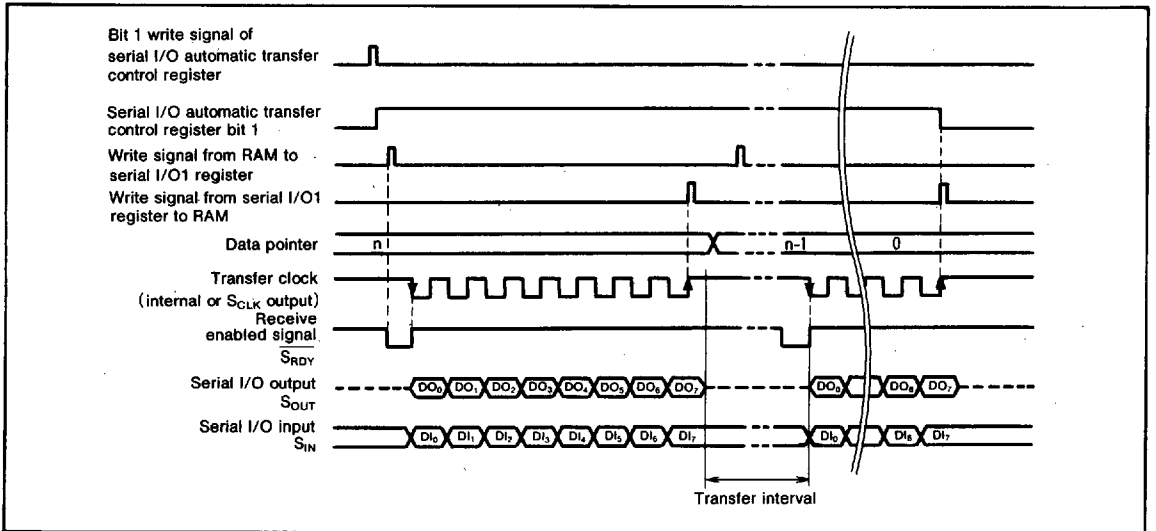 Bit 1 write signal of
serial I/O automatic transfer
control register
Serial I/O automatic transfer
control register bit 1
Write signal from RAM to
serial I/O1 register
Write signal from serial I/O1
register to RAM
Data pointer n n-1 0
Transfer clock
(internal or SCLK output)
Receive
enabled signal
SRDY
Serial I/O output DO0 DO1 DO2 DO3 DO4 DO5 DO6 DO7 DO0 DO6 DO7
SOUT
Serial I/O input DI0 DI1 DI2 DI3 DI4 DI5 DI6 DI7 DI0 DI6 DI7
SIN
Transfer interval